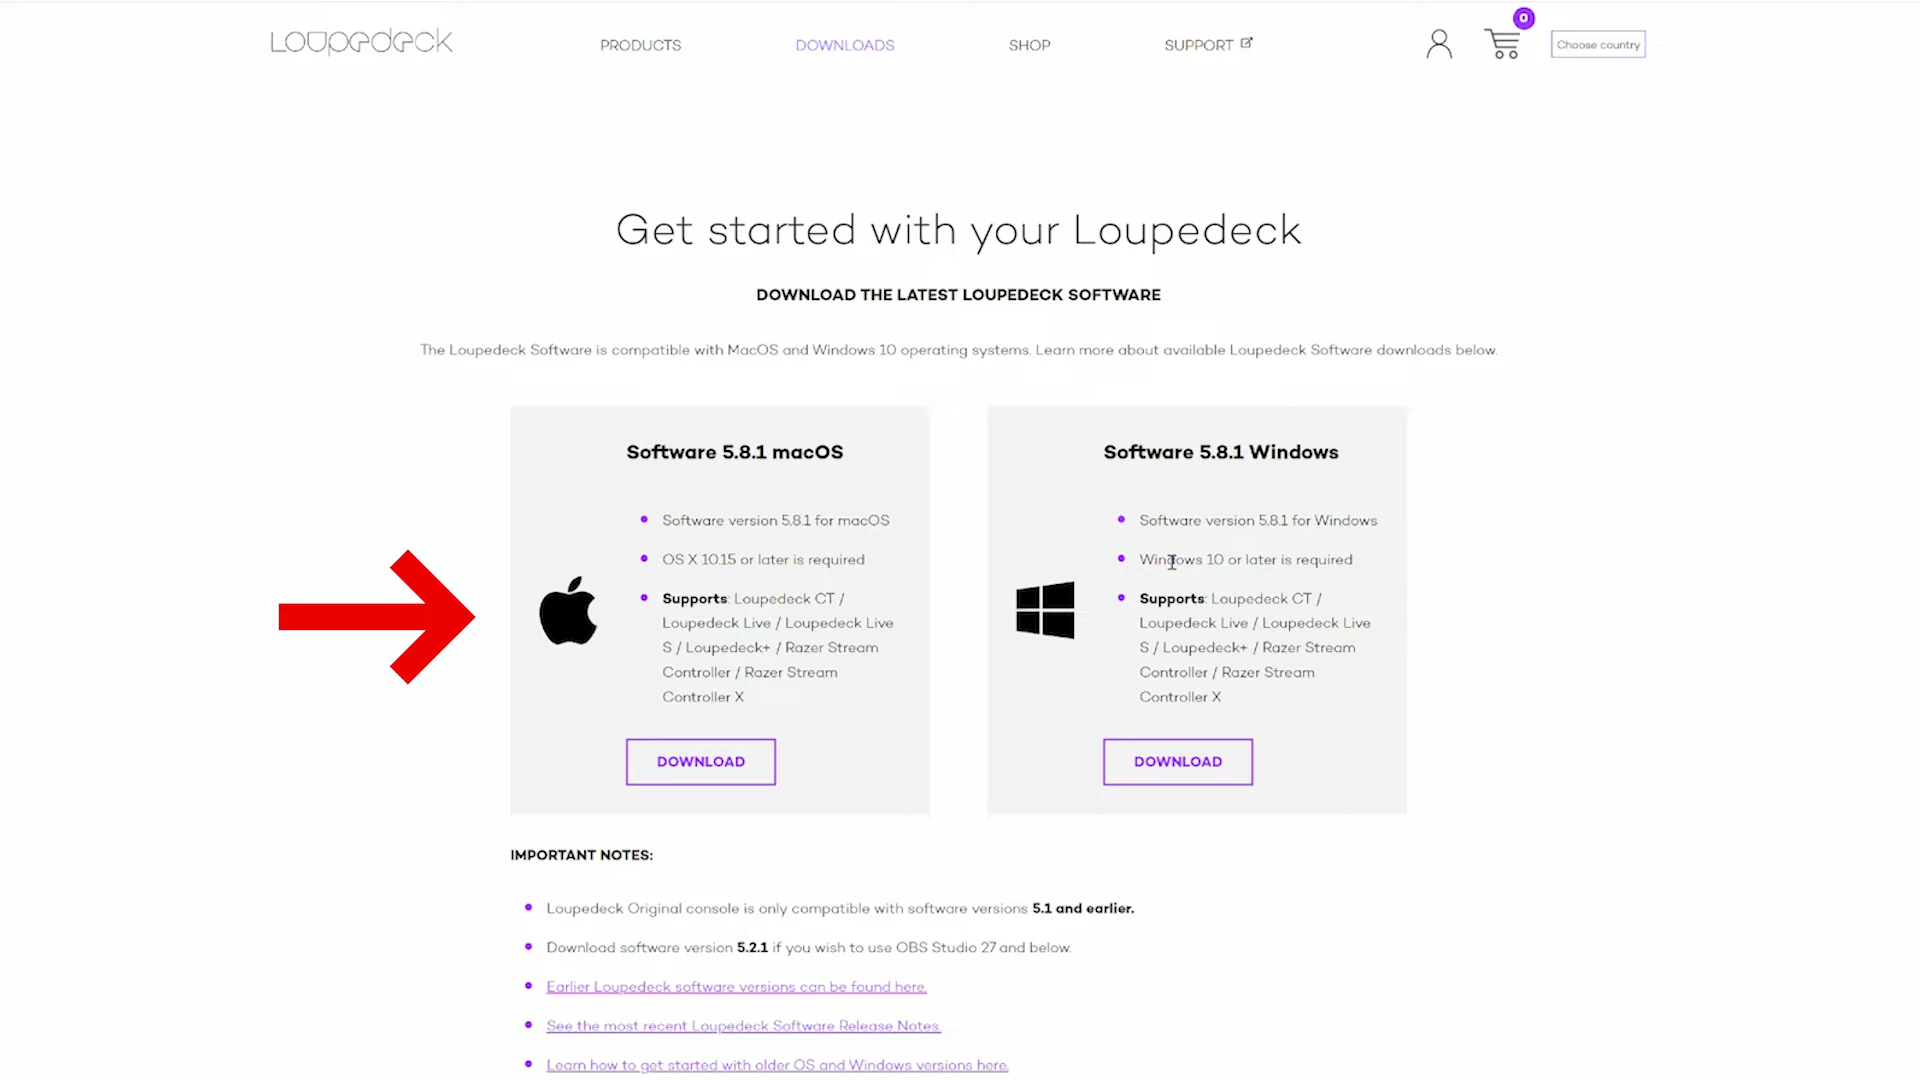 Loupedeck
PRODUCTS
DOWNLOADS
SHOP
SUPPORT
0
Choose country
Get started with your Loupedeck
DOWNLOAD THE LATEST LOUPEDECK SOFTWARE
The Loupedeck Software is compatible with MacOS and Windows 10 operating systems. Learn more about available Loupedeck Software downloads below.
Software 5.8.1 macOS
Software version 5.8.1 for macOS
OS X 10.15 or later is required
Supports: Loupedeck CT /
Loupedeck Live / Loupedeck Live
S / Loupedeck+ / Razer Stream
Controller / Razer Stream
Controller X
DOWNLOAD
Software 5.8.1 Windows
Software version 5.8.1 for Windows
Windows 10 or later is required
Supports: Loupedeck CT /
Loupedeck Live / Loupedeck Live
S / Loupedeck+ / Razer Stream
Controller / Razer Stream
Controller X
DOWNLOAD
IMPORTANT NOTES:
Loupedeck Original console is only compatible with software versions 5.1 and earlier.
Download software version 5.2.1 if you wish to use OBS Studio 27 and below.
Earlier Loupedeck software versions can be found here.
See the most recent Loupedeck Software Release Notes.
Learn how to get started with older OS and Windows versions here.